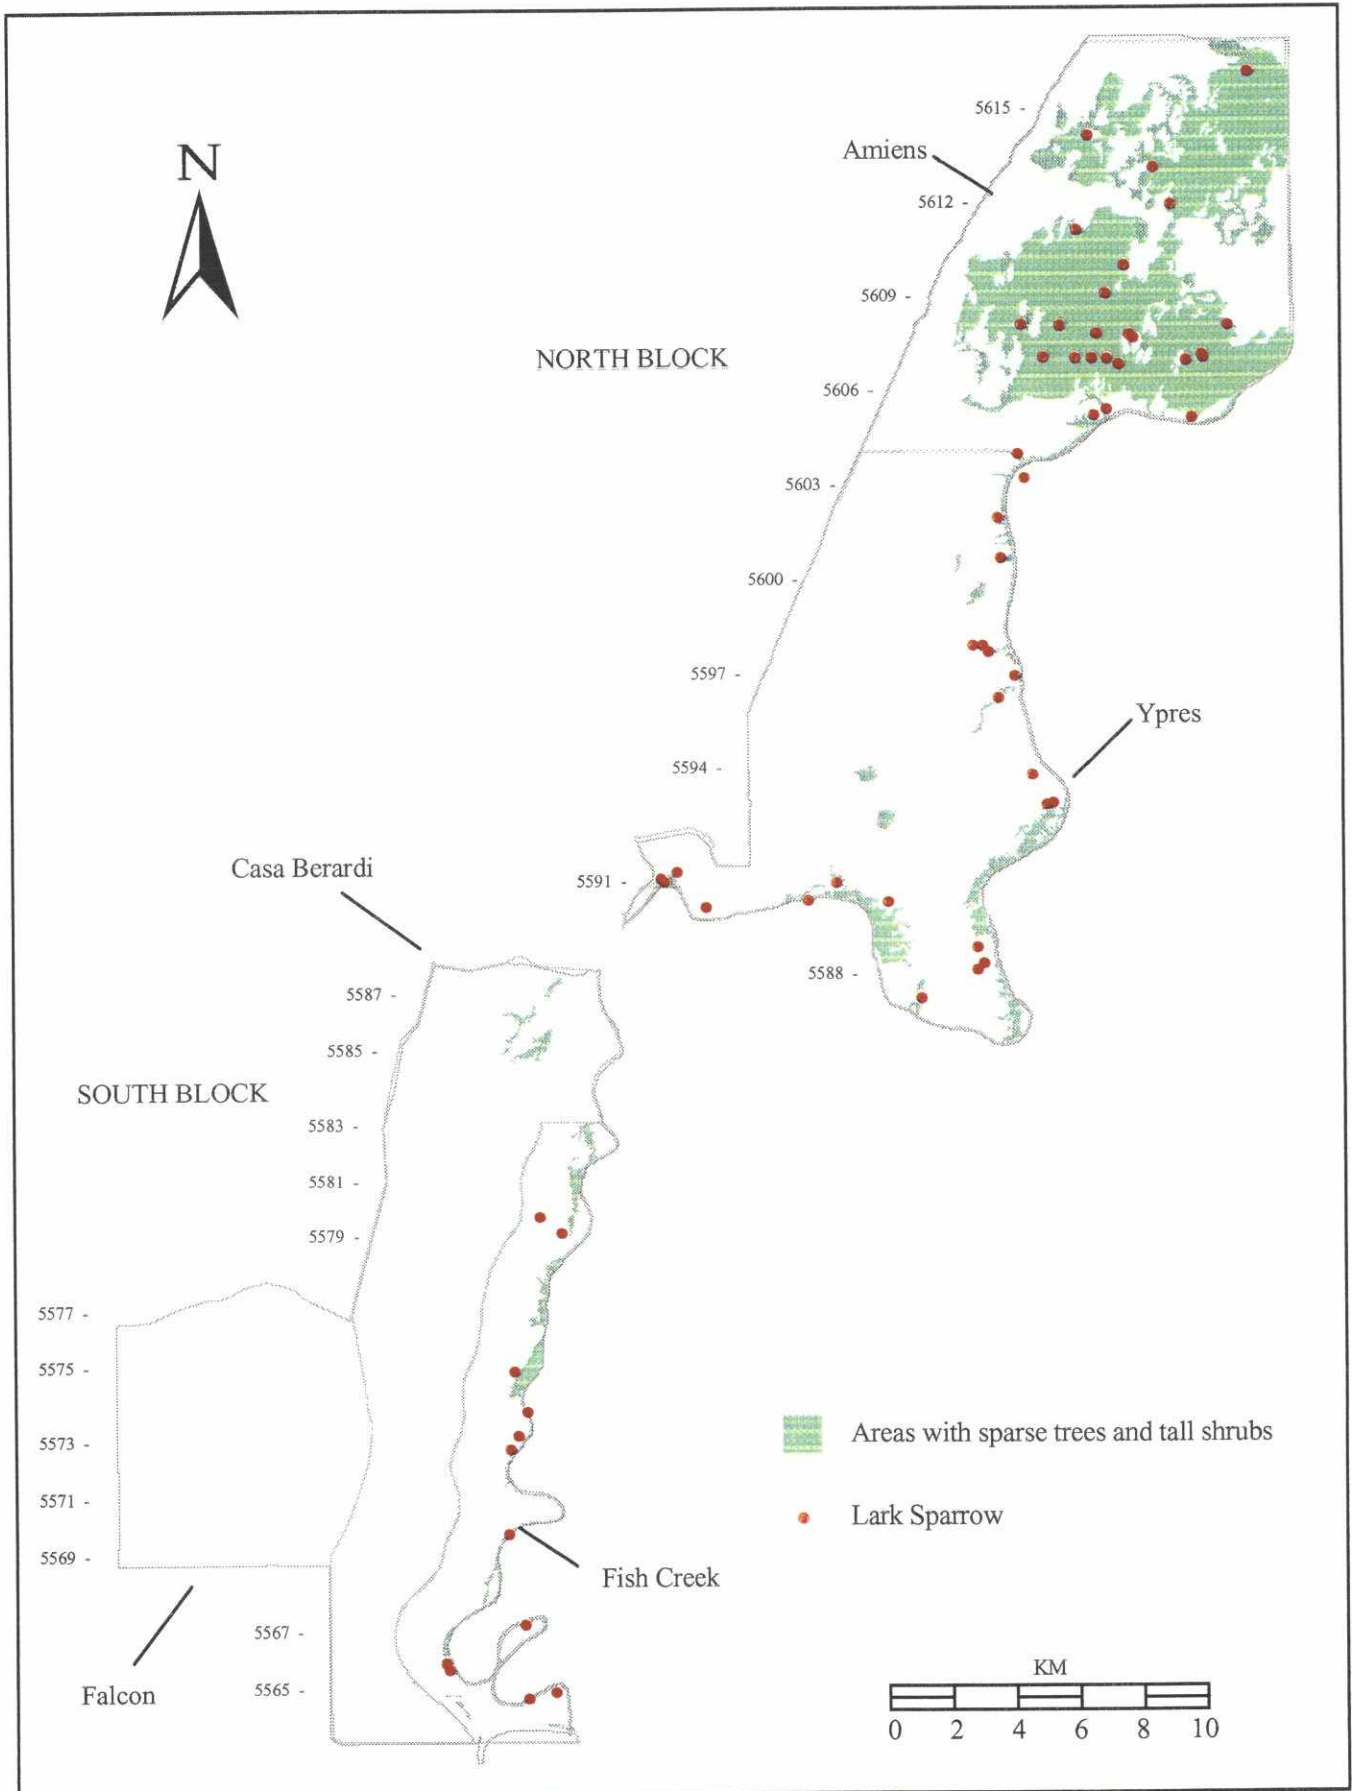 N
5615 -
Amiens
5612 -
5609 -
NORTH BLOCK
5606 -
5603 -
5600 -
5597 -
Ypres
5594 -
Casa Berardi
5591 -
5588 -
5587 -
5585 -
SOUTH BLOCK
5583 -
5581 -
5579 -
5577 -
5575 -
Areas with sparse trees and tall shrubs
5573 -
5571 -
Lark Sparrow
5569 -
Fish Creek
5567 -
KM
5565 -
Falcon
0 2 4 6 8 10